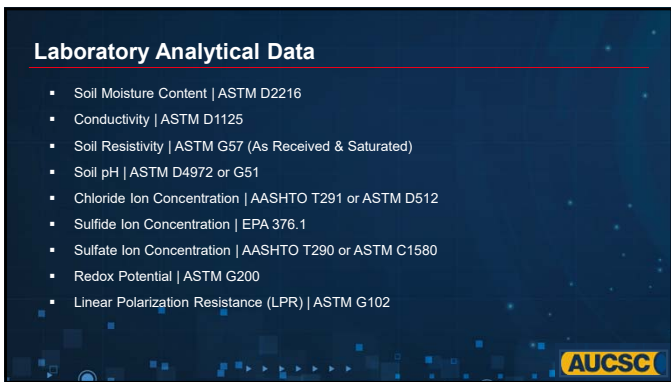 Laboratory Analytical Data
▪ Soil Moisture Content | ASTM D2216
▪ Conductivity | ASTM D1125
▪ Soil Resistivity | ASTM G57 (As Received & Saturated)
▪ Soil pH | ASTM D4972 or G51
▪ Chloride Ion Concentration | AASHTO T291 or ASTM D512
▪ Sulfide Ion Concentration | EPA 376.1
▪ Sulfate Ion Concentration | AASHTO T290 or ASTM C1580
▪ Redox Potential | ASTM G200
▪ Linear Polarization Resistance (LPR) | ASTM G102
AUCSC